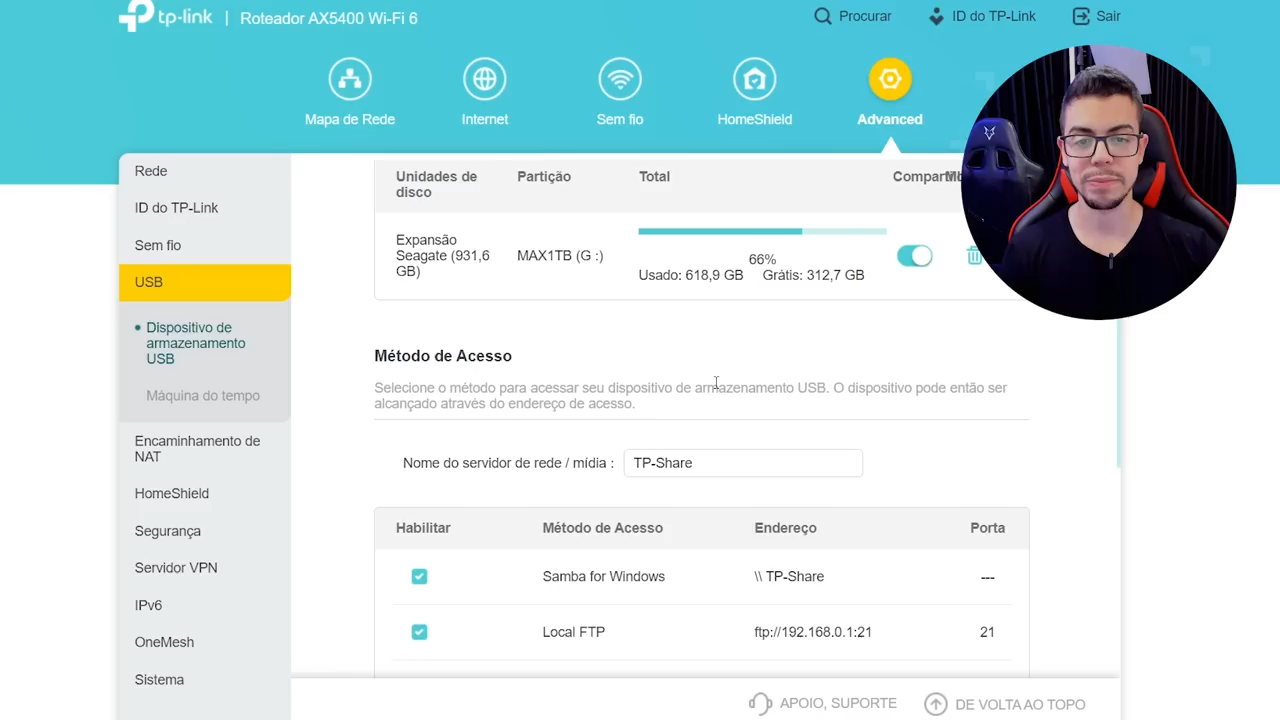 tp-link | Roteador AX5400 Wi-Fi 6
Procurar
ID do TP-Link
Sair
Mapa de Rede
Internet
Sem fio
HomeShield
Advanced
Rede
ID do TP-Link
Sem fio
USB
Dispositivo de
armazenamento
USB
Máquina do tempo
Encaminhamento de
NAT
HomeShield
Segurança
Servidor VPN
IPv6
OneMesh
Sistema
Unidades de
disco
Partição
Total
Expansão
Seagate (931,6
GB)
MAX1TB (G :)
66%
Usado: 618,9 GB Grátis: 312,7 GB
Método de Acesso
Selecione o método para acessar seu dispositivo de armazenamento USB. O dispositivo pode então ser
alcançado através do endereço de acesso.
Nome do servidor de rede / mídia : TP-Share
Habilitar Método de Acesso Endereço Porta
Samba for Windows \\ TP-Share ---
Local FTP ftp://192.168.0.1:21 21
APOIO, SUPORTE
DE VOLTA AO TOPO